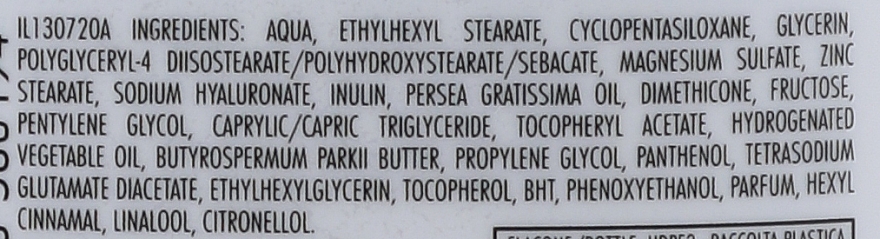 IL130720A INGREDIENTS: AQUA, ETHYLHEXYL STEARATE, CYCLOPENTASILOXANE, GLYCERIN,
POLYGLYCERYL-4 DIISOSTEARATE/POLYHYDROXYSTEARATE/SEBACATE, MAGNESIUM SULFATE, ZINC
STEARATE, SODIUM HYALURONATE, INULIN, PERSEA GRATISSIMA OIL, DIMETHICONE, FRUCTOSE,
PENTYLENE GLYCOL, CAPRYLIC/CAPRIC TRIGLYCERIDE, TOCOPHERYL ACETATE, HYDROGENATED
VEGETABLE OIL, BUTYROSPERMUM PARKII BUTTER, PROPYLENE GLYCOL, PANTHENOL, TETRASODIUM
GLUTAMATE DIACETATE, ETHYLHEXYLGLYCERIN, TOCOPHEROL, BHT, PHENOXYETHANOL, PARFUM, HEXYL
CINNAMAL, LINALOOL, CITRONELLOL.
RACCOLTA PLASTICA